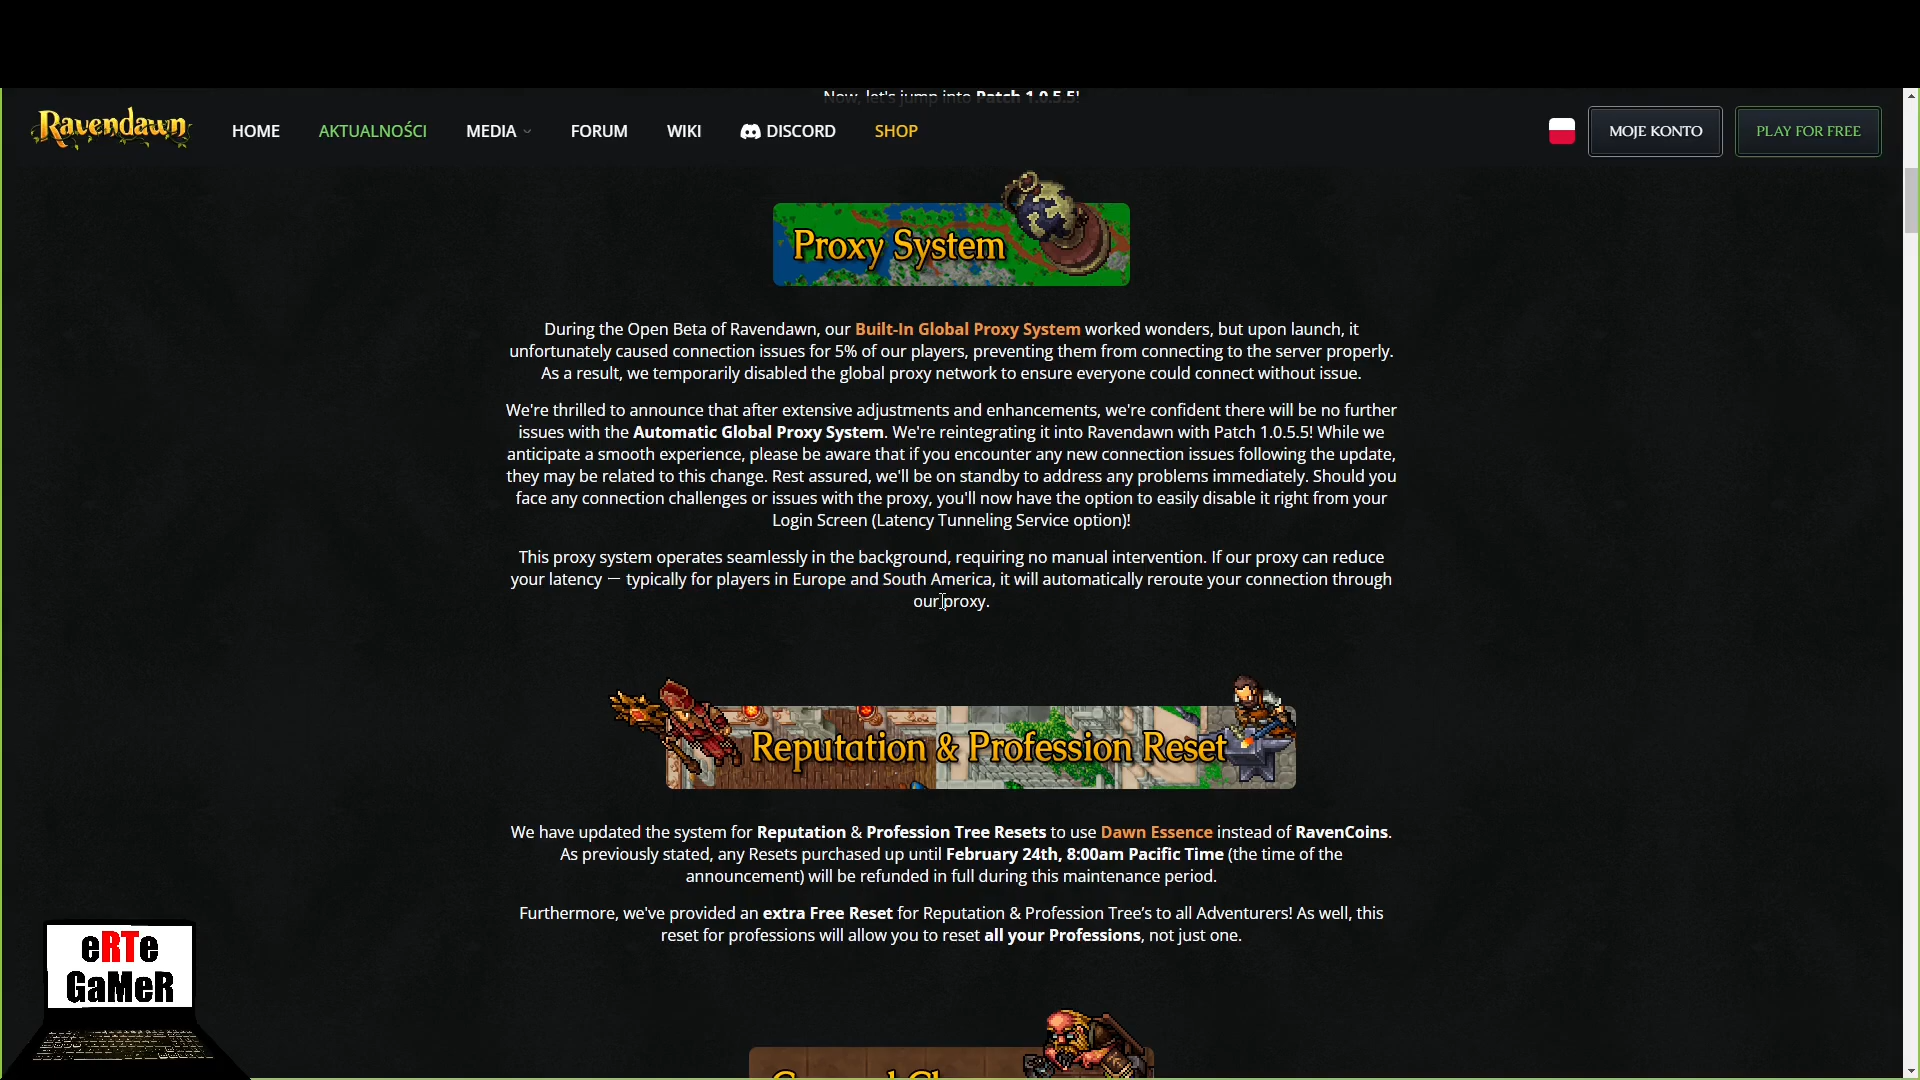 Now, let's jump into Patch 1.0.5.5!
Ravendawn HOME AKTUALNOŚCI MEDIA FORUM WIKI DISCORD SHOP MOJE KONTO PLAY FOR FREE
Proxy System
During the Open Beta of Ravendawn, our Built-In Global Proxy System worked wonders, but upon launch, it
unfortunately caused connection issues for 5% of our players, preventing them from connecting to the server properly.
As a result, we temporarily disabled the global proxy network to ensure everyone could connect without issue.
We're thrilled to announce that after extensive adjustments and enhancements, we're confident there will be no further
issues with the Automatic Global Proxy System. We're reintegrating it into Ravendawn with Patch 1.0.5.5! While we
anticipate a smooth experience, please be aware that if you encounter any new connection issues following the update,
they may be related to this change. Rest assured, we'll be on standby to address any problems immediately. Should you
face any connection challenges or issues with the proxy, you'll now have the option to easily disable it right from your
Login Screen (Latency Tunneling Service option)!
This proxy system operates seamlessly in the background, requiring no manual intervention. If our proxy can reduce
your latency — typically for players in Europe and South America, it will automatically reroute your connection through
our proxy.
Reputation & Profession Reset
We have updated the system for Reputation & Profession Tree Resets to use Dawn Essence instead of RavenCoins.
As previously stated, any Resets purchased up until February 24th, 8:00am Pacific Time (the time of the
announcement) will be refunded in full during this maintenance period.
Furthermore, we've provided an extra Free Reset for Reputation & Profession Tree's to all Adventurers! As well, this
reset for professions will allow you to reset all your Professions, not just one.
eRTe
GaMeR